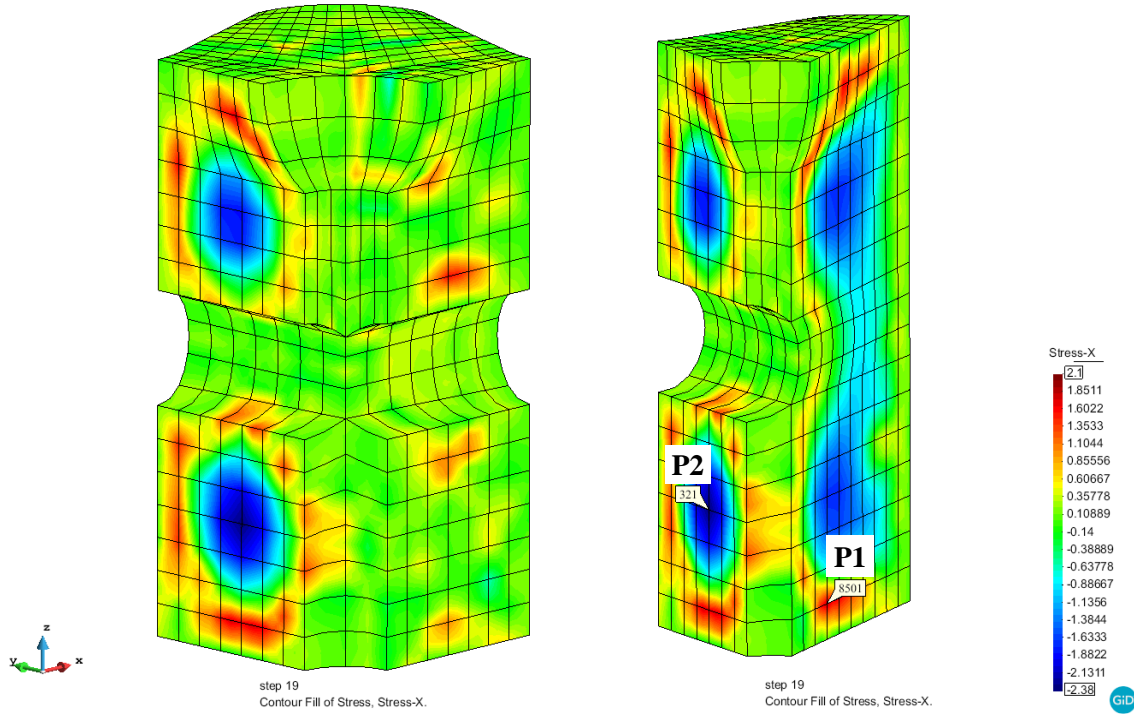 P2
321
P1
8501
z
y
x
step 19
Contour Fill of Stress, Stress-X.
step 19
Contour Fill of Stress, Stress-X.
Stress-X
2.1
1.8511
1.6022
1.3533
1.1044
0.85556
0.60667
0.35778
0.10889
-0.14
-0.38889
-0.63778
-0.88667
-1.1356
-1.3844
-1.6333
-1.8822
-2.1311
-2.38
GiD